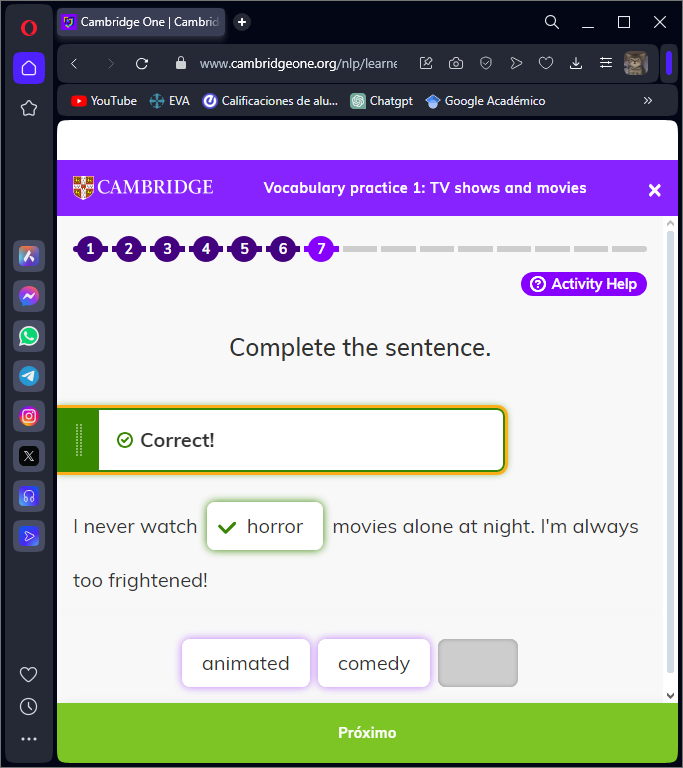 Cambridge One | Cambrid
www.cambridgeone.org/nlp/learne
YouTube EVA Calificaciones de alu... Chatgpt Google Académico »
CAMBRIDGE Vocabulary practice 1: TV shows and movies
1 2 3 4 5 6 7
Activity Help
Complete the sentence.
Correct!
I never watch horror movies alone at night. I'm always
too frightened!
animated comedy
Próximo